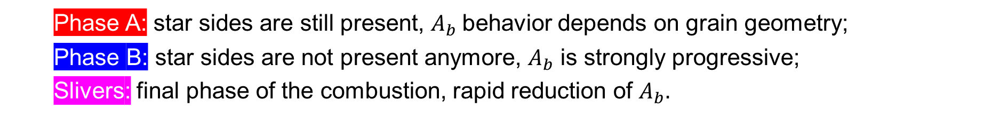 Phase A: star sides are still present, A_b behavior depends on grain geometry;
Phase B: star sides are not present anymore, A_b is strongly progressive;
Slivers: final phase of the combustion, rapid reduction of A_b.